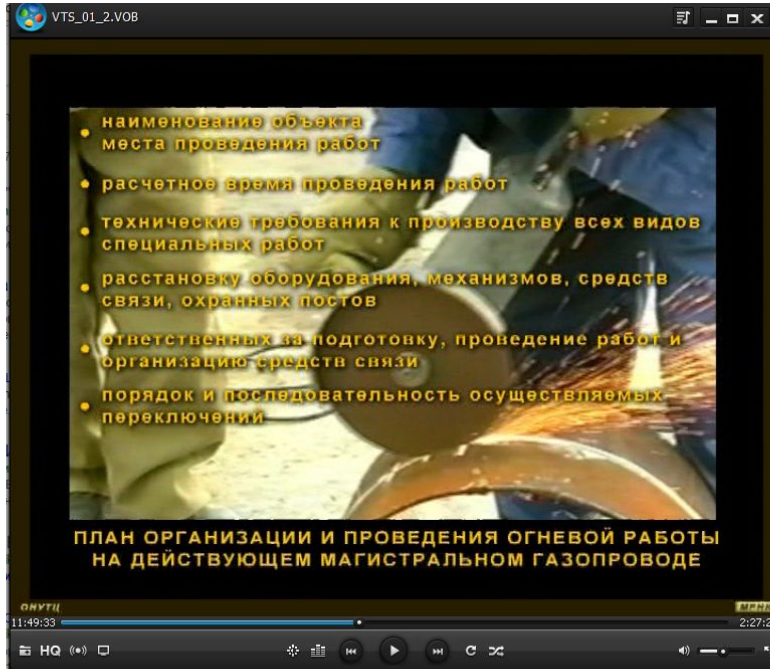 VTS_01_2.VOB
• наименование объекта
места проведения работ
• расчетное время проведения работ
• технические требования к производству всех видов
специальных работ
• расстановку оборудования, механизмов, средств
связи, охранных постов
• ответственных за подготовку, проведение работ и
организацию средств связи
• порядок и последовательность осуществляемых
переключений
ПЛАН ОРГАНИЗАЦИИ И ПРОВЕДЕНИЯ ОГНЕВОЙ РАБОТЫ
НА ДЕЙСТВУЮЩЕМ МАГИСТРАЛЬНОМ ГАЗОПРОВОДЕ
ОНУТЦ
11:49:33
2:27:2
HQ